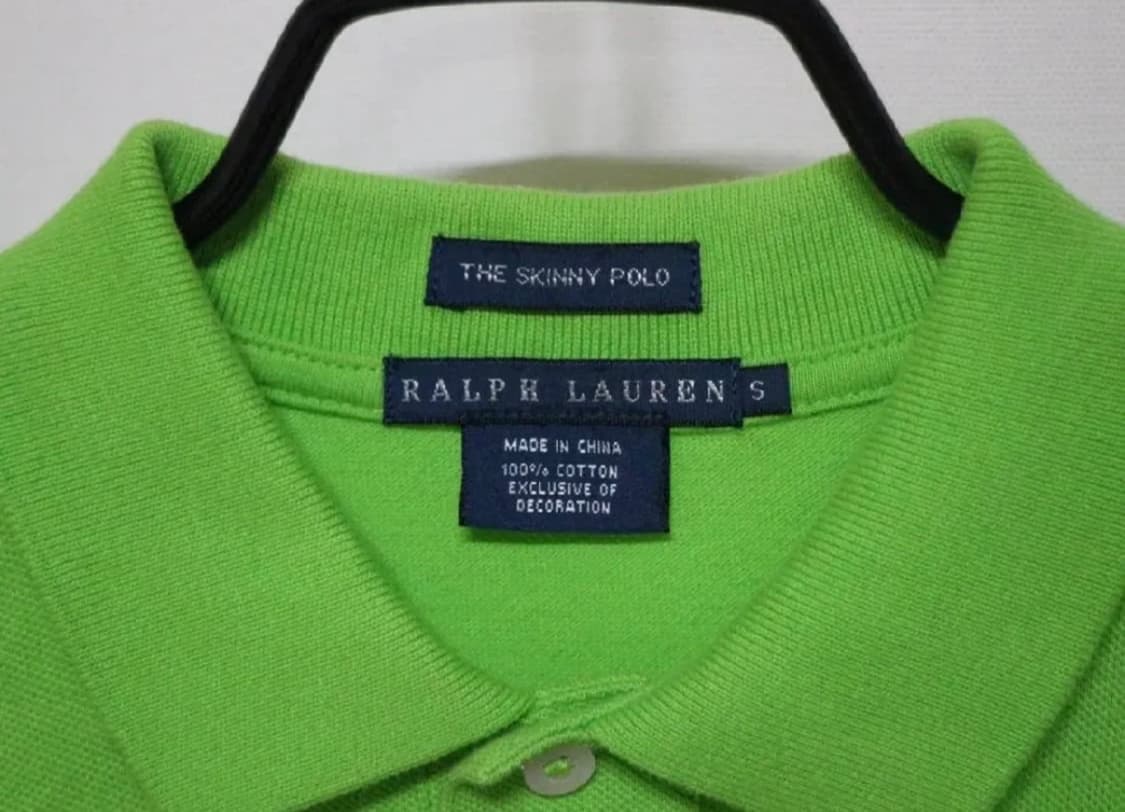 THE SKINNY POLO
RALPH LAUREN S
MADE IN CHINA
100% COTTON
EXCLUSIVE OF
DECORATION